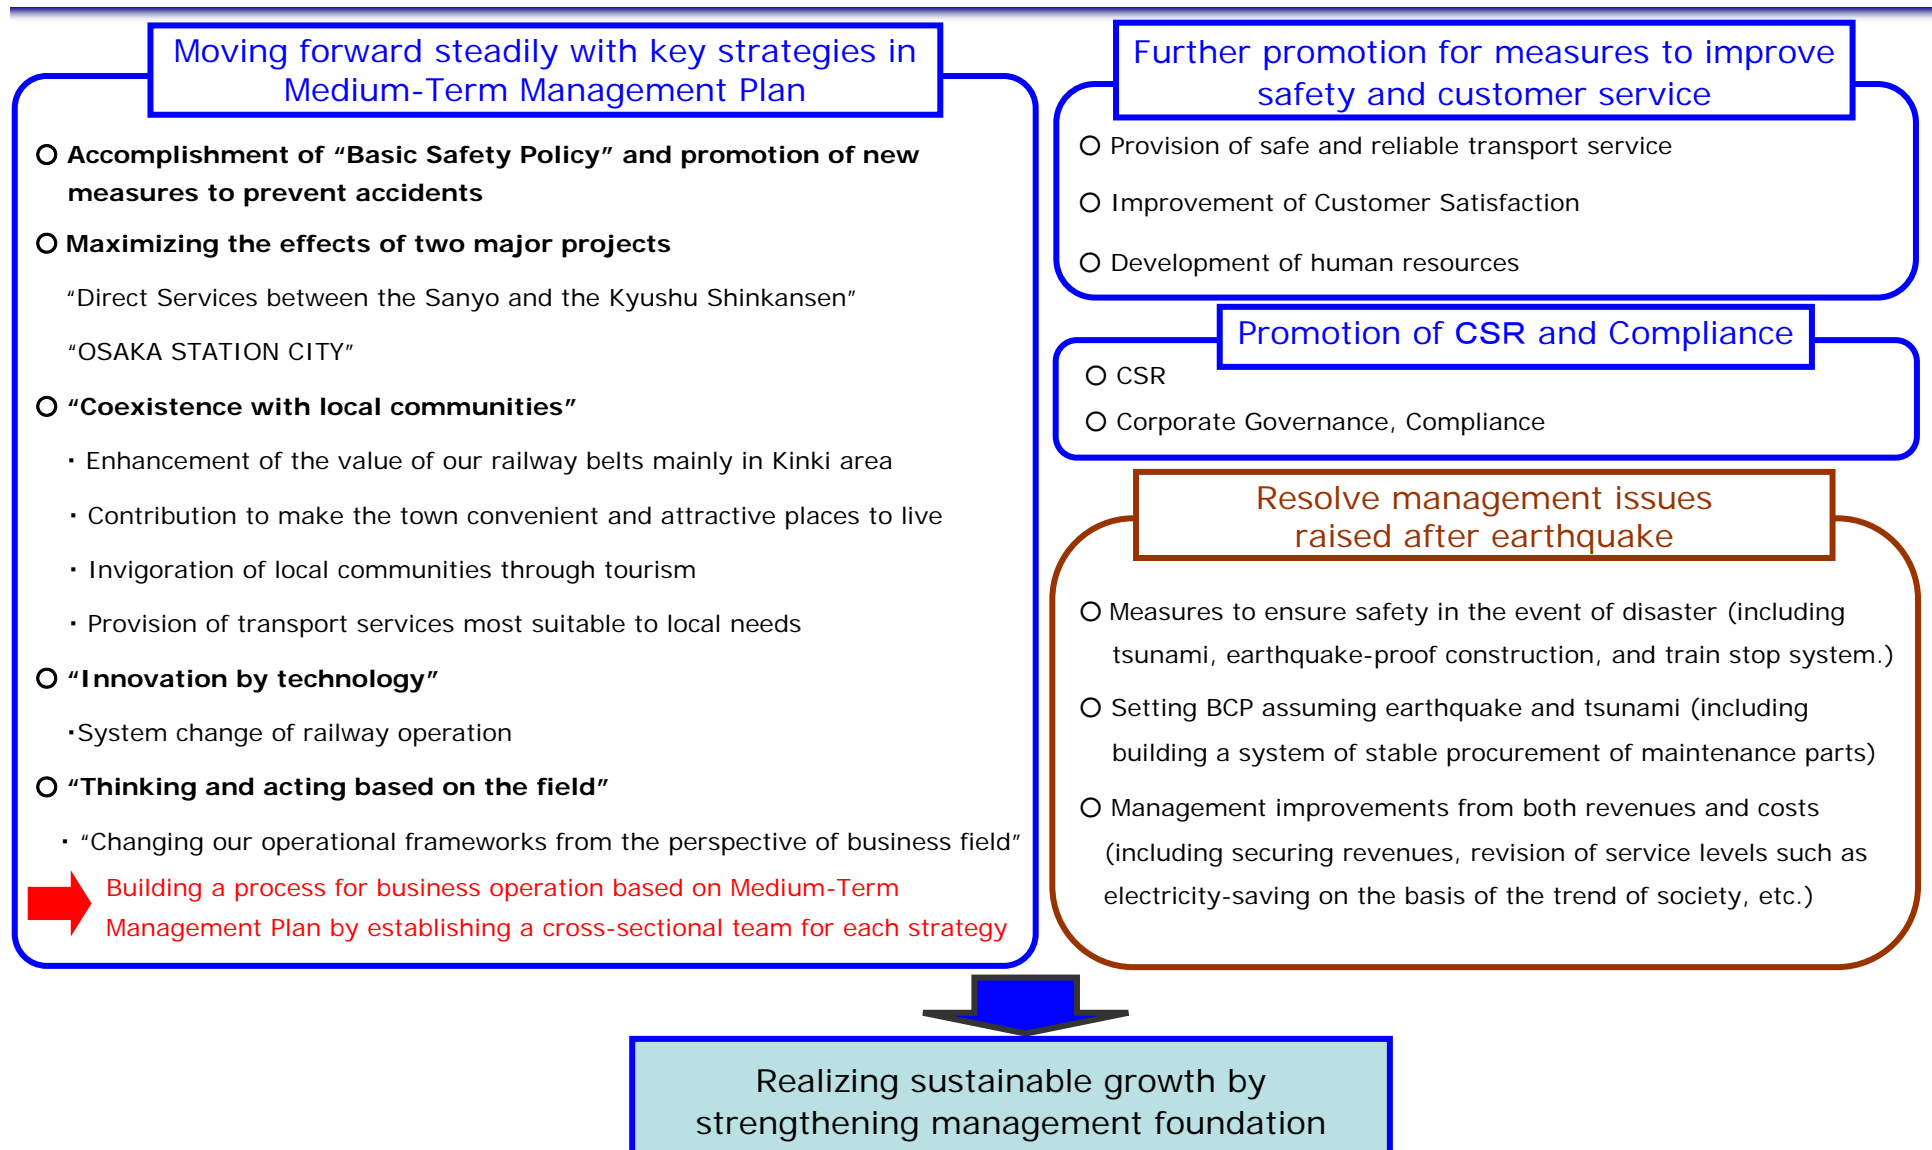 Moving forward steadily with key strategies in
Medium-Term Management Plan
○ Accomplishment of “Basic Safety Policy” and promotion of new
measures to prevent accidents
○ Maximizing the effects of two major projects
“Direct Services between the Sanyo and the Kyushu Shinkansen”
“OSAKA STATION CITY”
○ “Coexistence with local communities”
・Enhancement of the value of our railway belts mainly in Kinki area
・Contribution to make the town convenient and attractive places to live
・Invigoration of local communities through tourism
・Provision of transport services most suitable to local needs
○ “Innovation by technology”
・System change of railway operation
○ “Thinking and acting based on the field”
・“Changing our operational frameworks from the perspective of business field”
Building a process for business operation based on Medium-Term
Management Plan by establishing a cross-sectional team for each strategy
Further promotion for measures to improve
safety and customer service
○ Provision of safe and reliable transport service
○ Improvement of Customer Satisfaction
○ Development of human resources
Promotion of CSR and Compliance
○ CSR
○ Corporate Governance, Compliance
Resolve management issues
raised after earthquake
○ Measures to ensure safety in the event of disaster (including
tsunami, earthquake-proof construction, and train stop system.)
○ Setting BCP assuming earthquake and tsunami (including
building a system of stable procurement of maintenance parts)
○ Management improvements from both revenues and costs
(including securing revenues, revision of service levels such as
electricity-saving on the basis of the trend of society, etc.)
Realizing sustainable growth by
strengthening management foundation